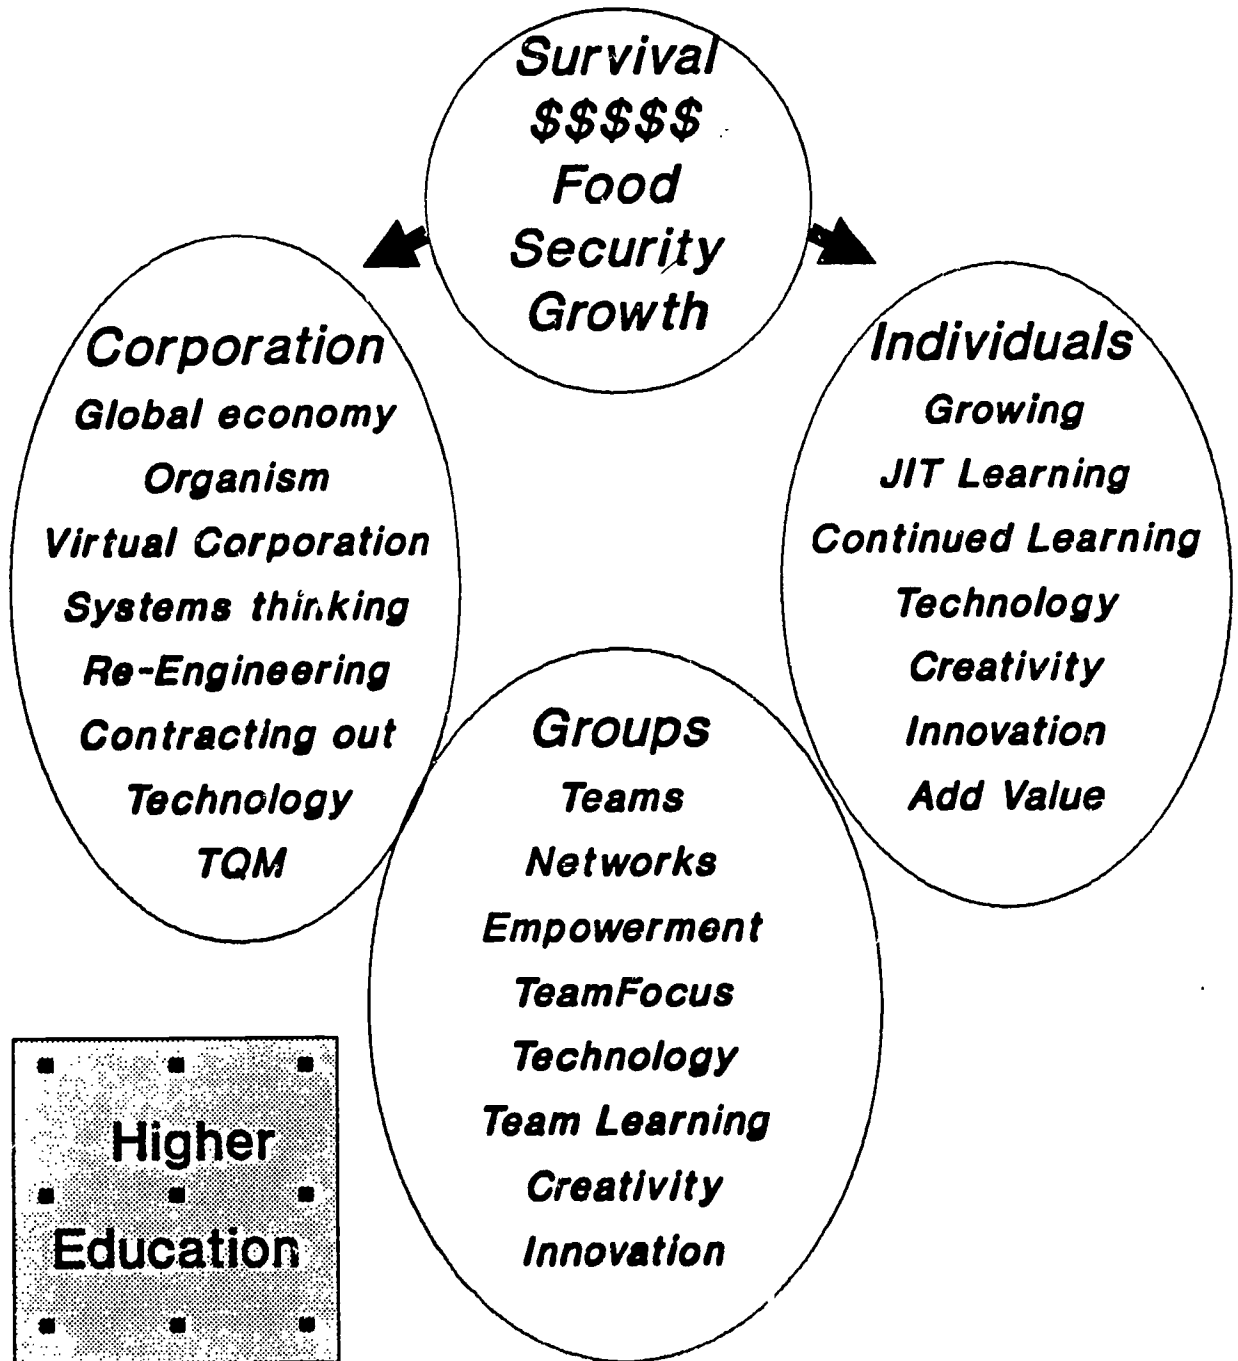 Survival
$$$$$
Food
Security
Growth
Corporation
Global economy
Organism
Virtual Corporation
Systems thinking
Re-Engineering
Contracting out
Technology
TQM
Individuals
Growing
JIT Learning
Continued Learning
Technology
Creativity
Innovation
Add Value
Groups
Teams
Networks
Empowerment
TeamFocus
Technology
Team Learning
Creativity
Innovation
Higher
Education